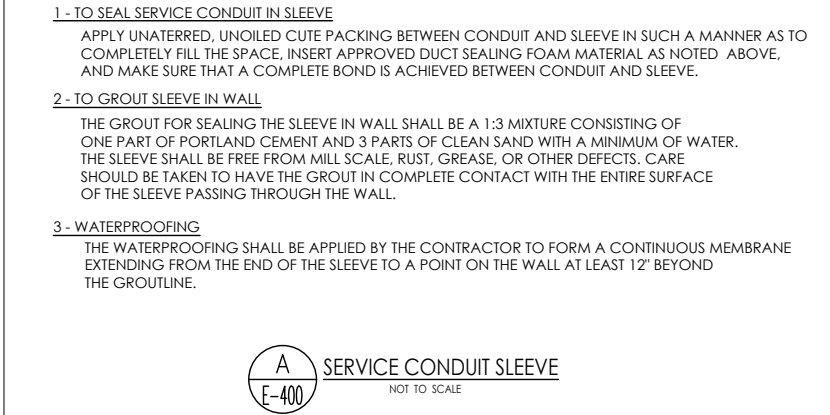 1 - TO SEAL SERVICE CONDUIT IN SLEEVE
APPLY UNATERRED, UNOILED CUTE PACKING BETWEEN CONDUIT AND SLEEVE IN SUCH A MANNER AS TO
COMPLETELY FILL THE SPACE, INSERT APPROVED DUCT SEALING FOAM MATERIAL AS NOTED ABOVE,
AND MAKE SURE THAT A COMPLETE BOND IS ACHIEVED BETWEEN CONDUIT AND SLEEVE.
2 - TO GROUT SLEEVE IN WALL
THE GROUT FOR SEALING THE SLEEVE IN WALL SHALL BE A 1:3 MIXTURE CONSISTING OF
ONE PART OF PORTLAND CEMENT AND 3 PARTS OF CLEAN SAND WITH A MINIMUM OF WATER.
THE SLEEVE SHALL BE FREE FROM MILL SCALE, RUST, GREASE, OR OTHER DEFECTS. CARE
SHOULD BE TAKEN TO HAVE THE GROUT IN COMPLETE CONTACT WITH THE ENTIRE SURFACE
OF THE SLEEVE PASSING THROUGH THE WALL.
3 - WATERPROOFING
THE WATERPROOFING SHALL BE APPLIED BY THE CONTRACTOR TO FORM A CONTINUOUS MEMBRANE
EXTENDING FROM THE END OF THE SLEEVE TO A POINT ON THE WALL AT LEAST 12" BEYOND
THE GROUTLINE.
A
E-400
SERVICE CONDUIT SLEEVE
NOT TO SCALE